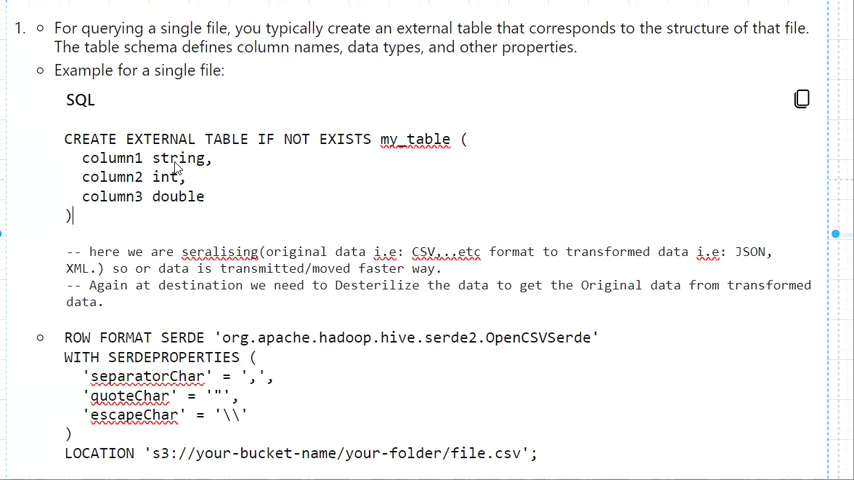 1. ○ For querying a single file, you typically create an external table that corresponds to the structure of that file.
The table schema defines column names, data types, and other properties.
○ Example for a single file:
SQL
CREATE EXTERNAL TABLE IF NOT EXISTS my_table (
column1 string,
column2 int,
column3 double
)
-- here we are seralising(original data i.e: CSV,..etc format to transformed data i.e: JSON,
XML.) so or data is transmitted/moved faster way.
-- Again at destination we need to Desterilize the data to get the Original data from transformed
data.
○ ROW FORMAT SERDE 'org.apache.hadoop.hive.serde2.OpenCSVSerde'
WITH SERDEPROPERTIES (
'separatorChar' = ',',
'quoteChar' = '"',
'escapeChar' = '\\'
)
LOCATION 's3://your-bucket-name/your-folder/file.csv';